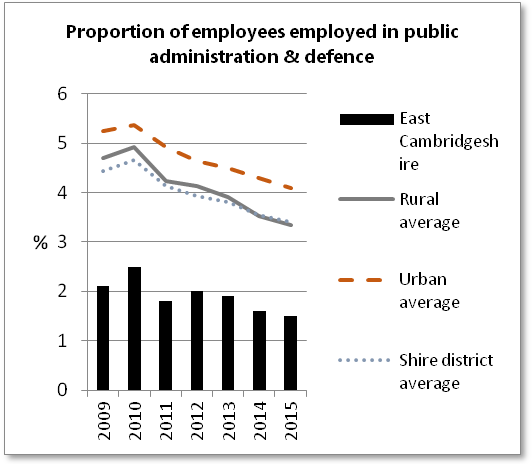 Proportion of employees employed in public
administration & defence
6
5
4
3
2
1
0
%
2009
2010
2011
2012
2013
2014
2015
East
Cambridgesh
ire
Rural
average
Urban
average
Shire district
average